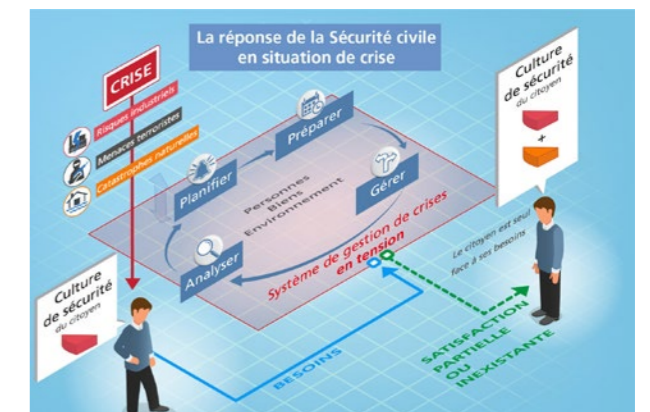 La réponse de la Sécurité civile
en situation de crise
CRISE
Risques industriels
Menaces terroristes
Catastrophes naturelles
Planifier
Préparer
Gérer
Analyser
Personnes
Biens
Environnement
Système de gestion de crises
en tension
Culture
de sécurité
du citoyen
+
Le citoyen est seul
face à ses besoins
Culture
de sécurité
du citoyen
BESOINS
SATISFACTION
PARTIELLE
OU
INEXISTANTE